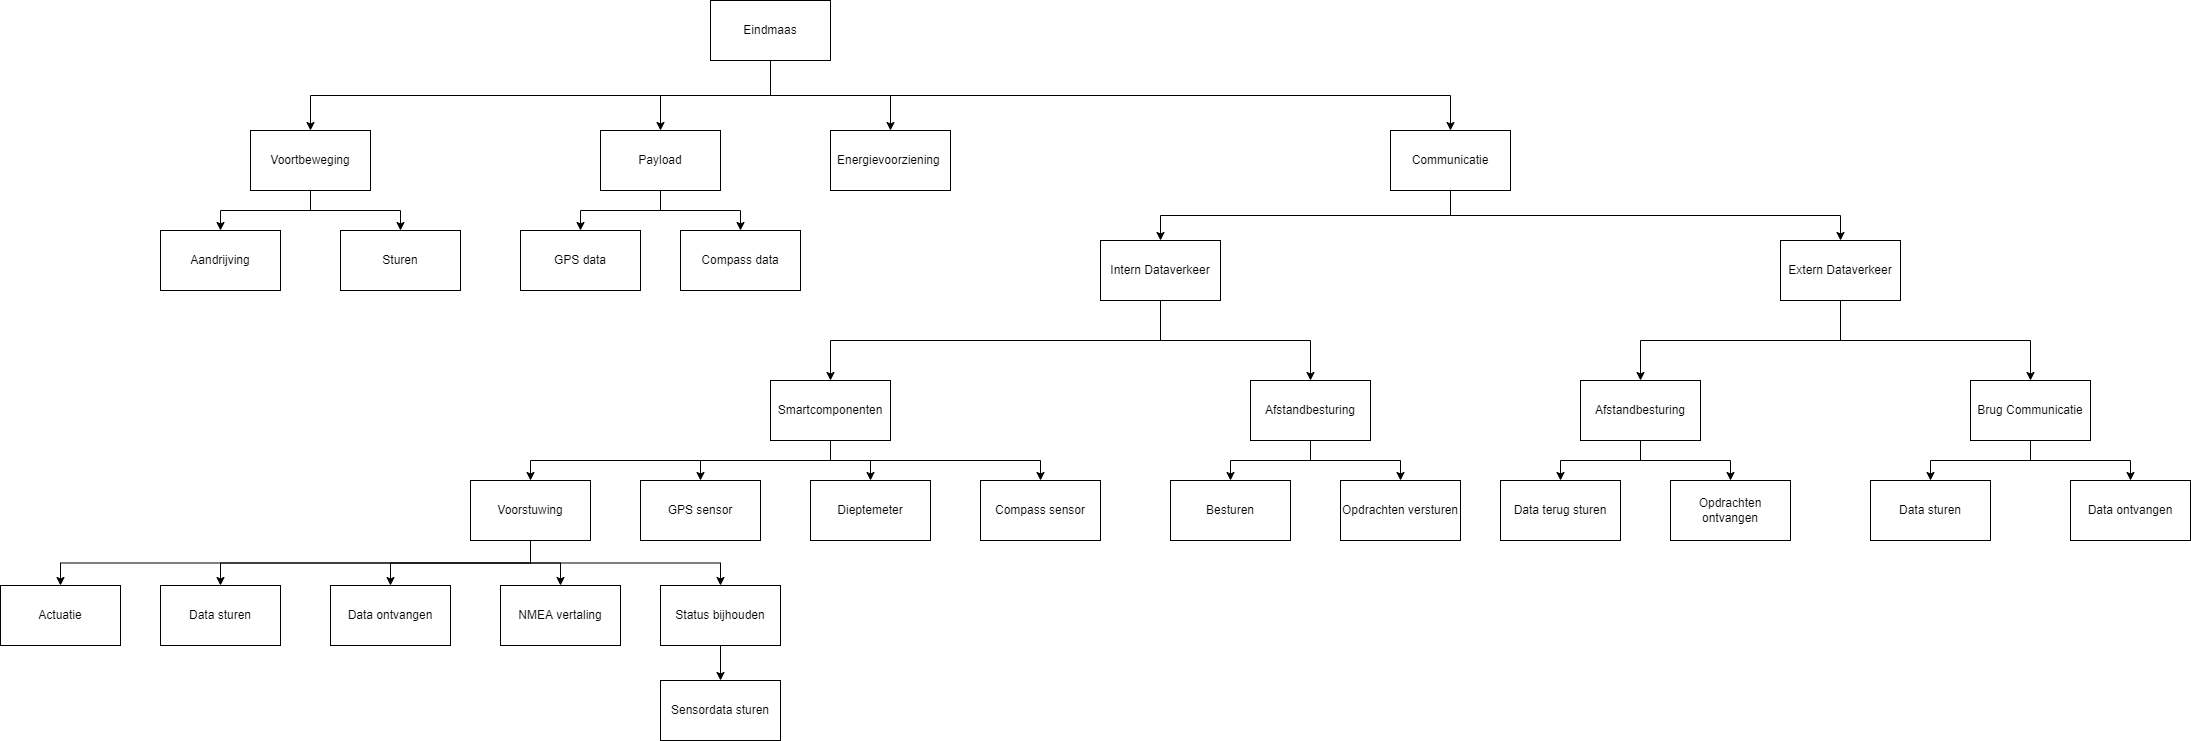 Eindmaas
Voortbeweging
Payload
Energievoorziening
Communicatie
Aandrijving
Sturen
GPS data
Compass data
Intern Dataverkeer
Extern Dataverkeer
Smartcomponenten
Afstandbesturing
Afstandbesturing
Brug Communicatie
Voorstuwing
GPS sensor
Dieptemeter
Compass sensor
Besturen
Opdrachten versturen
Data terug sturen
Opdrachten
ontvangen
Data sturen
Data ontvangen
Actuatie
Data sturen
Data ontvangen
NMEA vertaling
Status bijhouden
Sensordata sturen